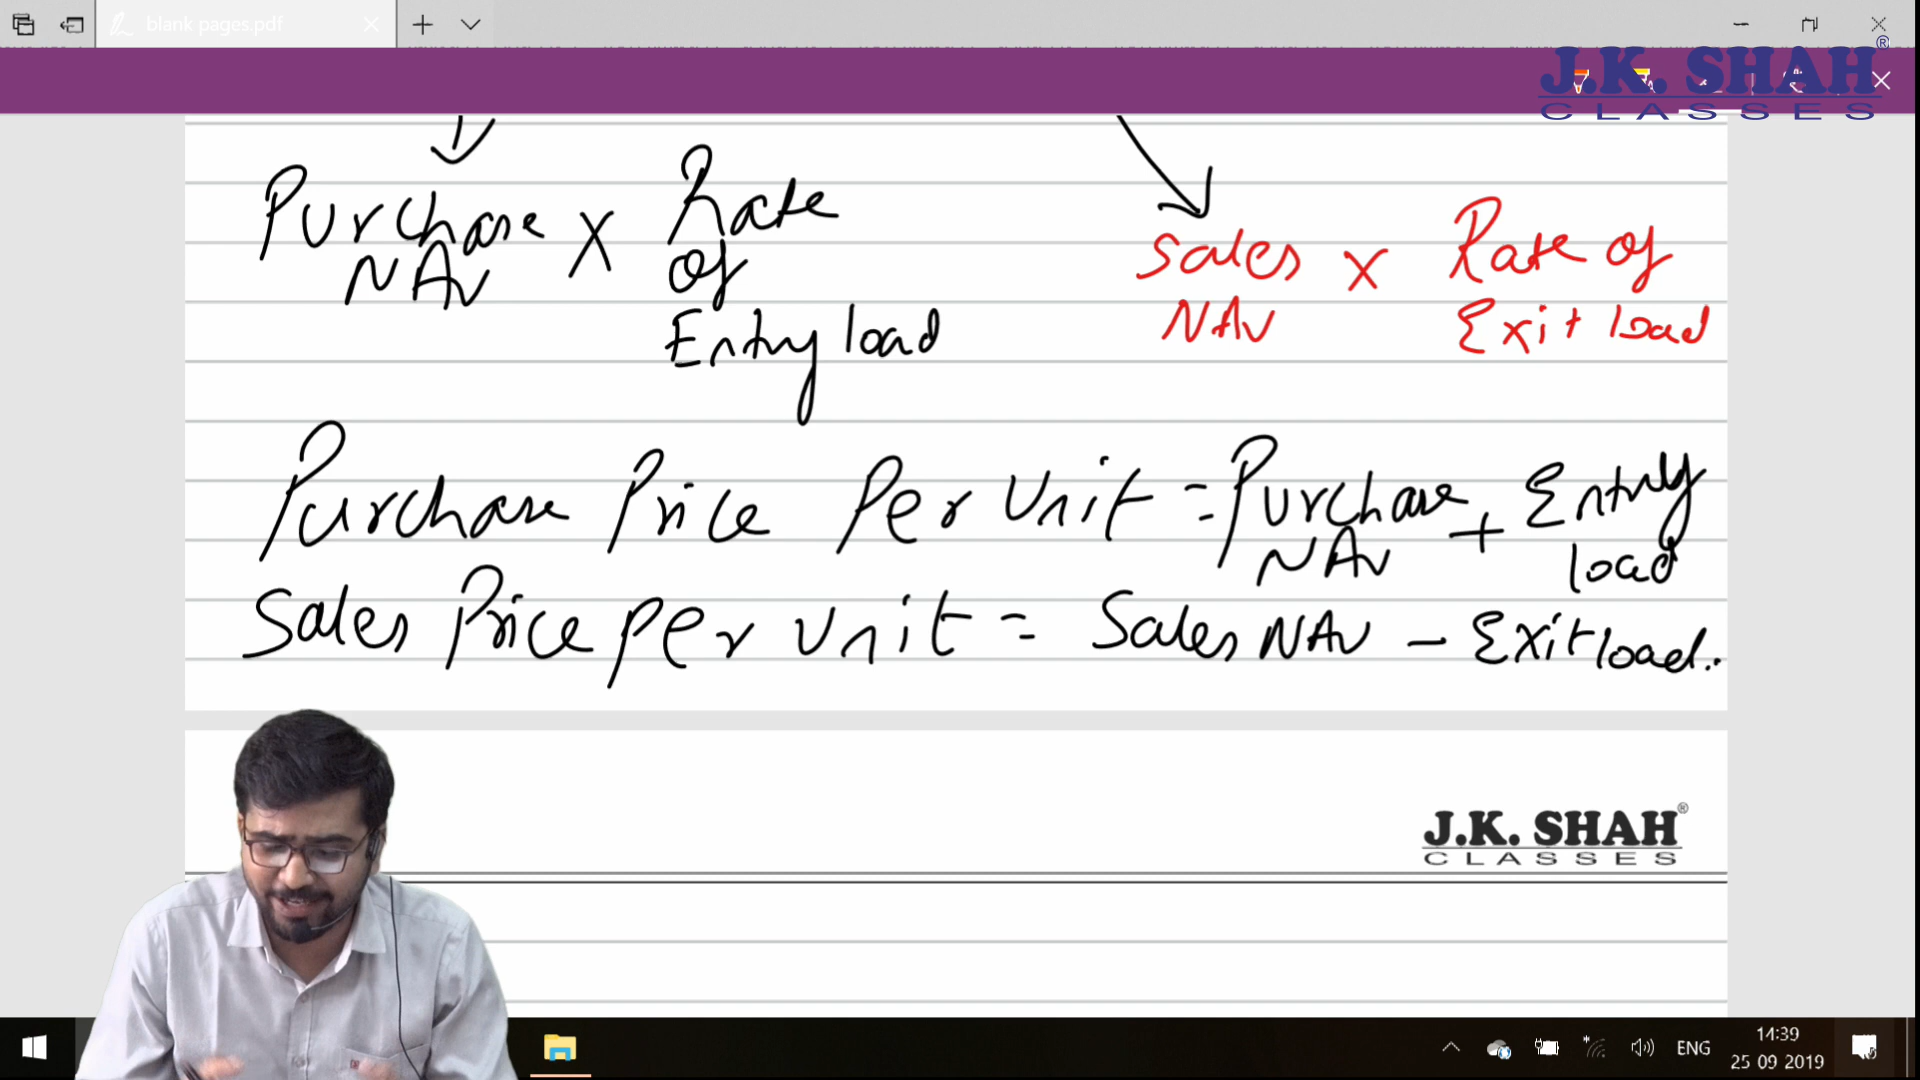 blank pages.pdf
J.K. SHAH®
CLASSES
Purchase NAV X Rate of Entry load
Sales NAV X Rate of Exit load
Purchase Price Per Unit = Purchase NAV + Entry load
Sales Price per Unit = Sales NAV - Exit load.
J.K. SHAH®
CLASSES
ENG
14:39
25 09 2019